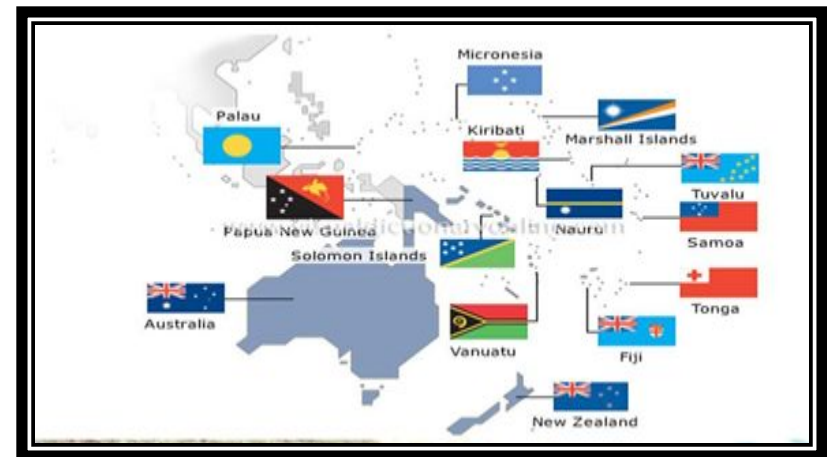 Micronesia
Palau
Kiribati
Marshall Islands
Tuvalu
Papua New Guinea
Nauru
Samoa
Solomon Islands
Australia
Tonga
Vanuatu
Fiji
New Zealand